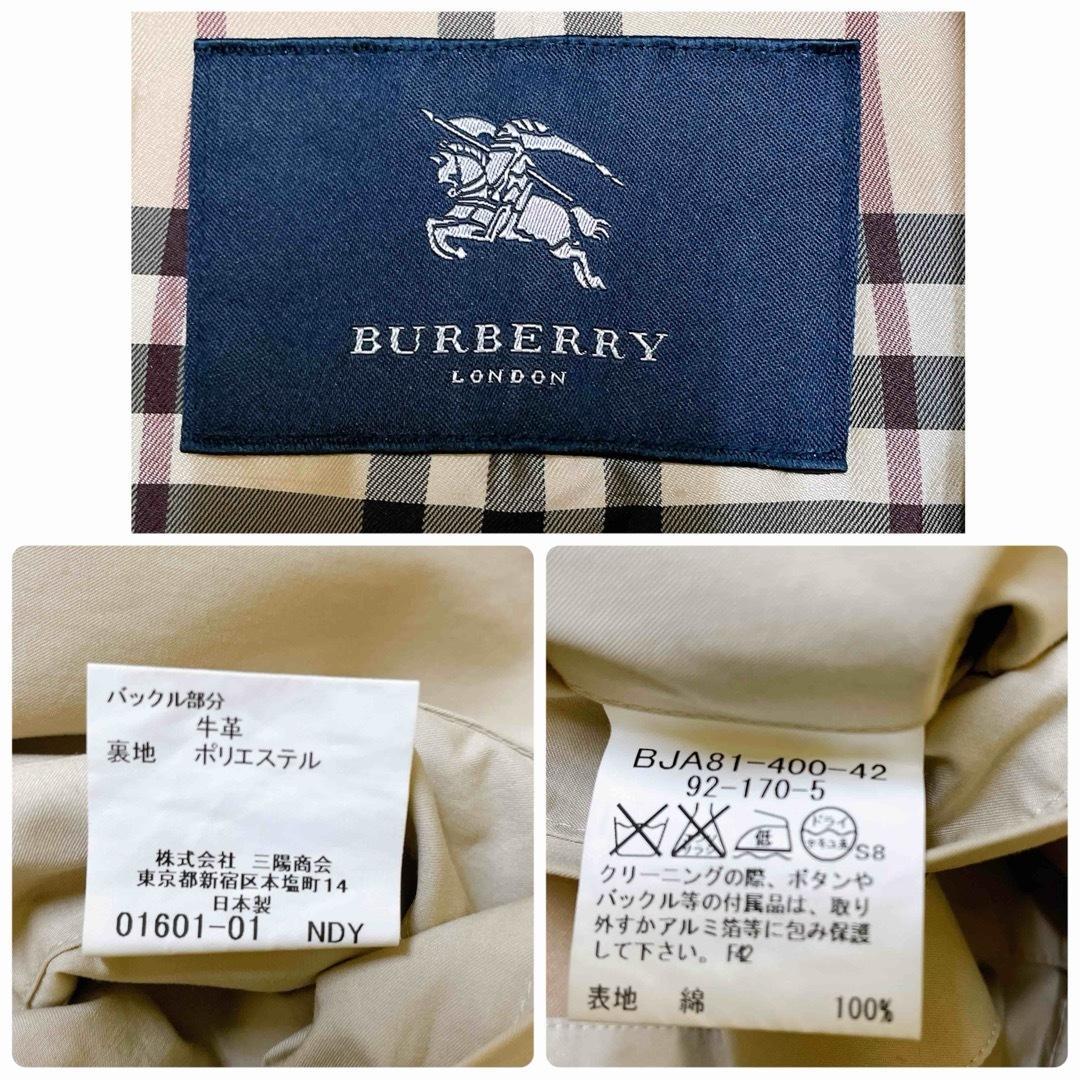 BURBERRY
LONDON
バックル部分
牛革
裏地 ポリエステル
株式会社 三陽商会
東京都新宿区本塩町14
日本製
01601-01 NDY
BJA81-400-42
92-170-5
低 ドライ セキユ系 S8
クリーニングの際、ボタンや
バックル等の付属品は、取り
外すかアルミ箔等に包み保護
して下さい。 F42
表地 綿 100%